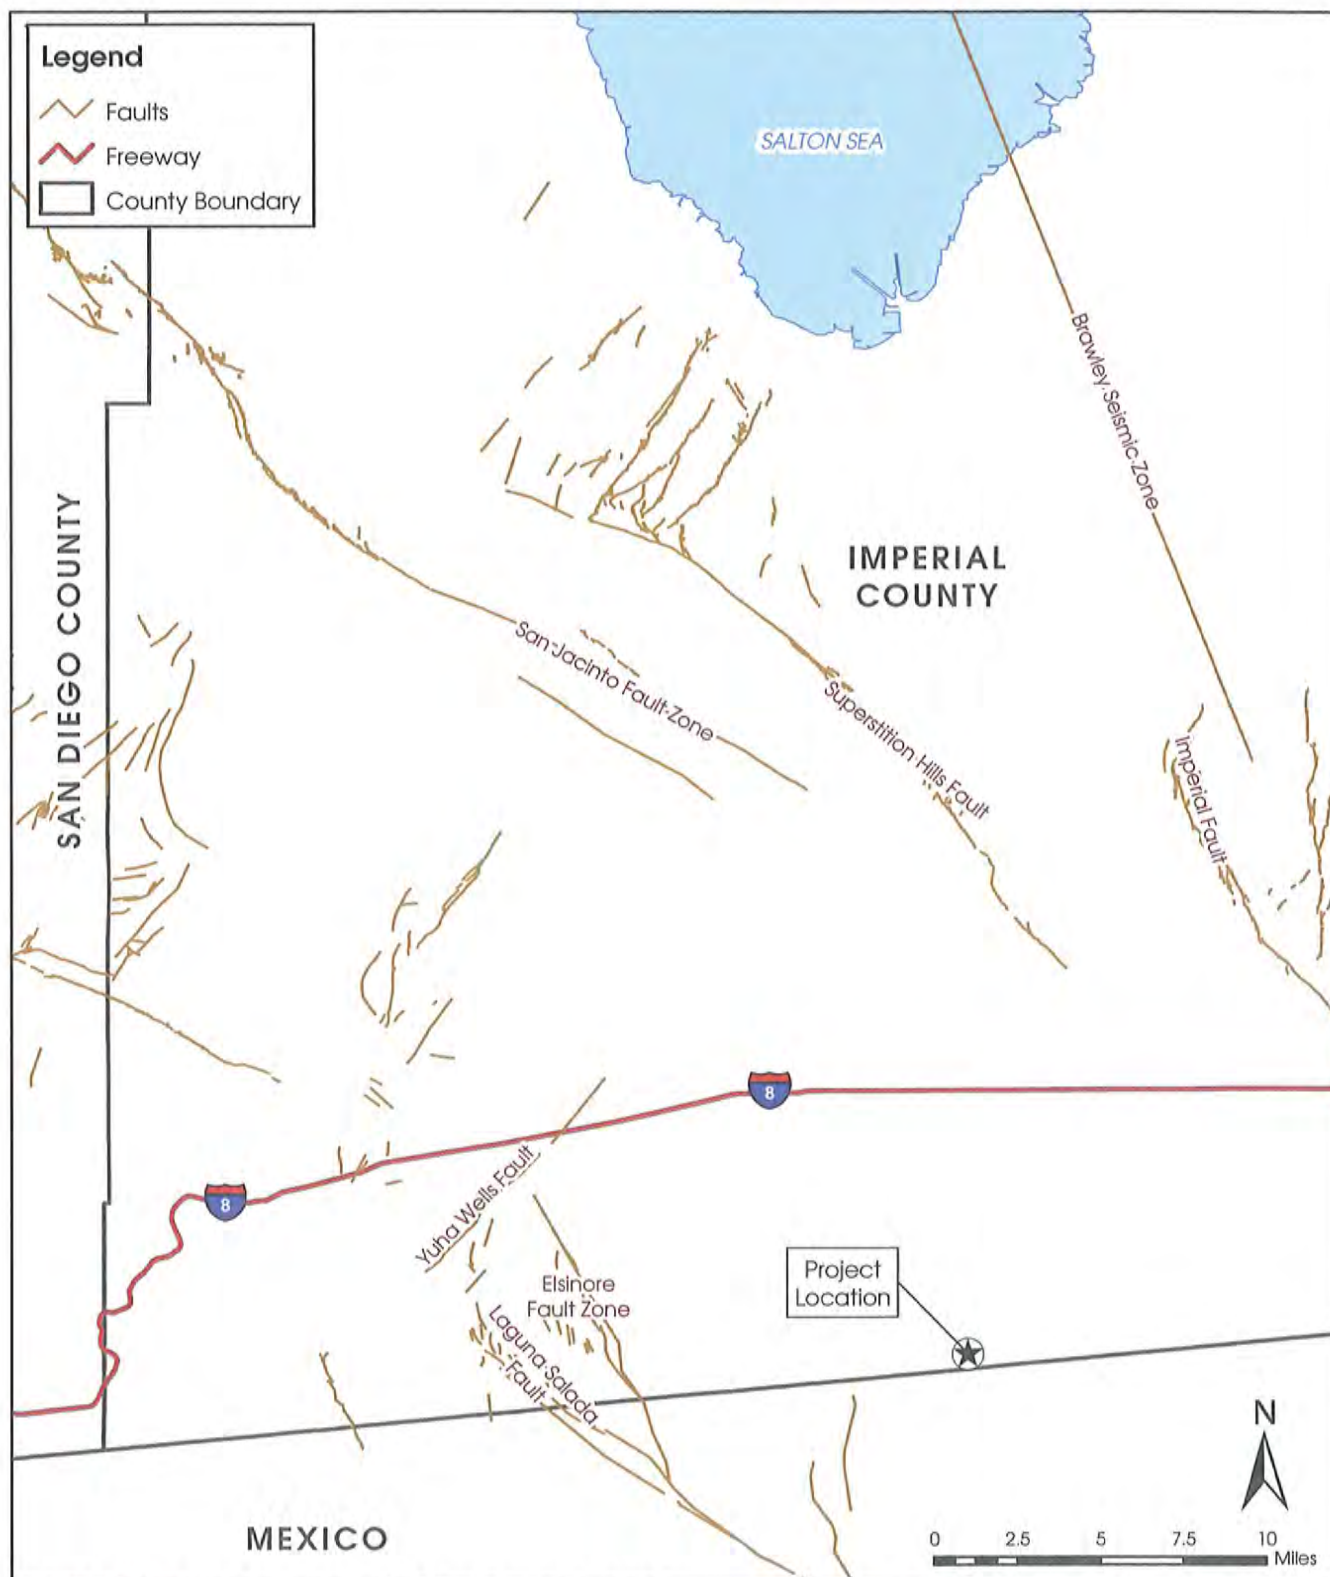 Legend
Faults
Freeway
County Boundary
SALTON SEA
Brawley Seismic Zone
SAN DIEGO COUNTY
IMPERIAL
COUNTY
San Jacinto Fault Zone
Superstition Hills Fault
Imperial Fault
8
8
Yuha Wells Fault
Elsinore
Fault Zone
Laguna Salada
Fault
Project
Location
MEXICO
N
0 2.5 5 7.5 10
Miles